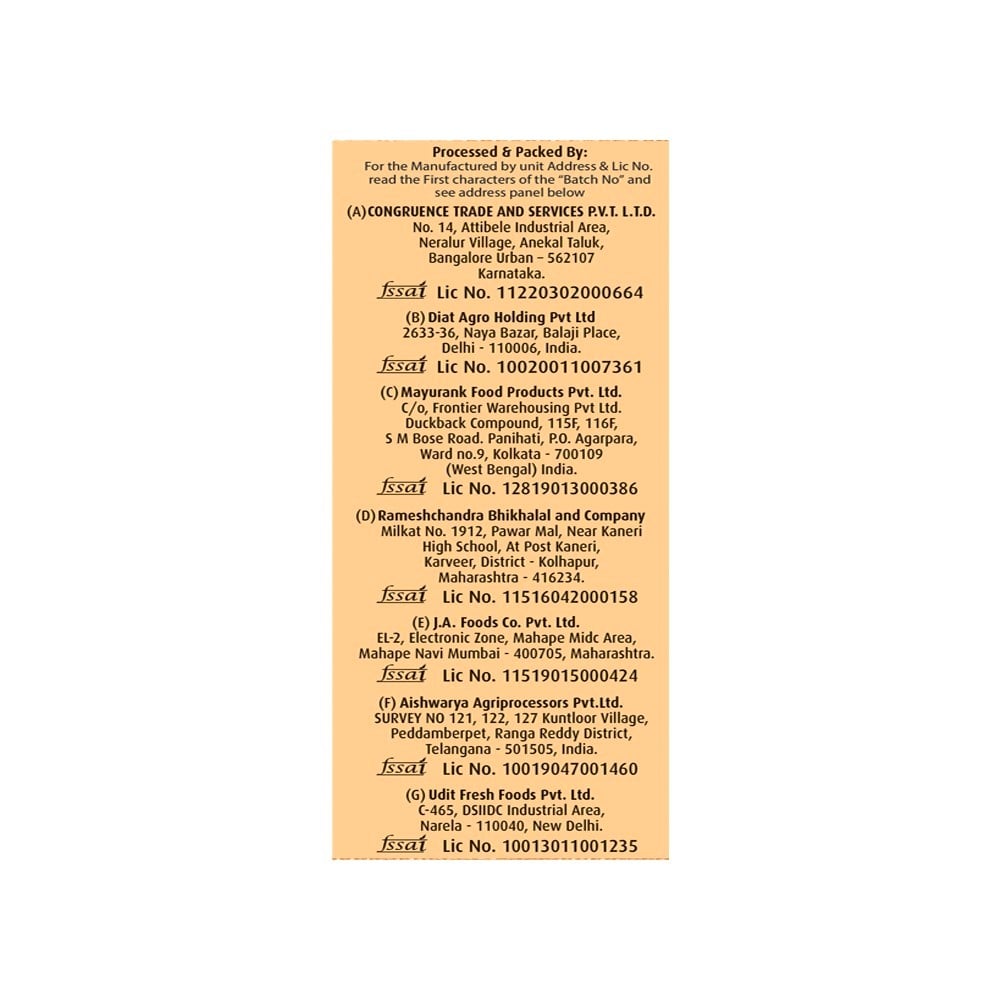 Processed & Packed By:
For the Manufactured by unit Address & Lic No.
read the First characters of the “Batch No” and
see address panel below
(A) CONGRUENCE TRADE AND SERVICES P.V.T. L.T.D.
No. 14, Attibele Industrial Area,
Neralur Village, Anekal Taluk,
Bangalore Urban – 562107
Karnataka.
fssai Lic No. 11220302000664
(B) Diat Agro Holding Pvt Ltd
2633-36, Naya Bazar, Balaji Place,
Delhi - 110006, India.
fssai Lic No. 10020011007361
(C) Mayurank Food Products Pvt. Ltd.
C/o, Frontier Warehousing Pvt Ltd.
Duckback Compound, 115F, 116F,
S M Bose Road. Panihati, P.O. Agarpara,
Ward no.9, Kolkata - 700109
(West Bengal) India.
fssai Lic No. 12819013000386
(D) Rameshchandra Bhikhalal and Company
Milkat No. 1912, Pawar Mal, Near Kaneri
High School, At Post Kaneri,
Karveer, District - Kolhapur,
Maharashtra - 416234.
fssai Lic No. 11516042000158
(E) J.A. Foods Co. Pvt. Ltd.
EL-2, Electronic Zone, Mahape Midc Area,
Mahape Navi Mumbai - 400705, Maharashtra.
fssai Lic No. 11519015000424
(F) Aishwarya Agriprocessors Pvt.Ltd.
SURVEY NO 121, 122, 127 Kuntloor Village,
Peddamberpet, Ranga Reddy District,
Telangana - 501505, India.
fssai Lic No. 10019047001460
(G) Udit Fresh Foods Pvt. Ltd.
C-465, DSIIDC Industrial Area,
Narela - 110040, New Delhi.
fssai Lic No. 10013011001235